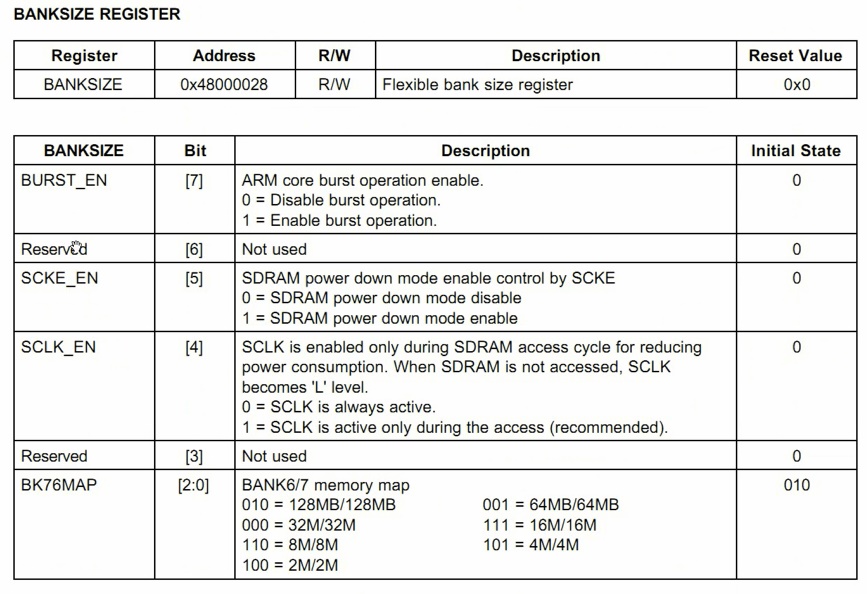 BANKSIZE REGISTER
Register Address R/W Description Reset Value
BANKSIZE 0x48000028 R/W Flexible bank size register 0x0
BANKSIZE Bit Description Initial State
BURST_EN [7] ARM core burst operation enable. 0
0 = Disable burst operation.
1 = Enable burst operation.
Reserved [6] Not used 0
SCKE_EN [5] SDRAM power down mode enable control by SCKE 0
0 = SDRAM power down mode disable
1 = SDRAM power down mode enable
SCLK_EN [4] SCLK is enabled only during SDRAM access cycle for reducing 0
power consumption. When SDRAM is not accessed, SCLK
becomes 'L' level.
0 = SCLK is always active.
1 = SCLK is active only during the access (recommended).
Reserved [3] Not used 0
BK76MAP [2:0] BANK6/7 memory map 010
010 = 128MB/128MB 001 = 64MB/64MB
000 = 32M/32M 111 = 16M/16M
110 = 8M/8M 101 = 4M/4M
100 = 2M/2M